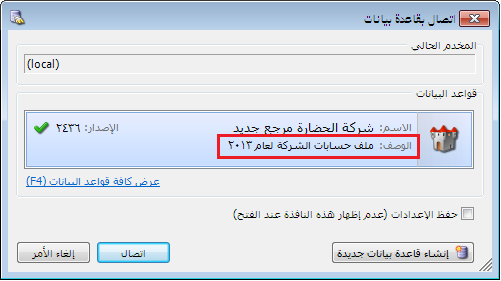 اتصال بقاعدة بيانات
المخدم الحالي
(local)
قواعد البيانات
الاسم: شركة الحضارة مرجع جديد
الإصدار: ٢٤٣٦
الوصف: ملف حسابات الشركة لعام ٢٠١٣
عرض كافة قواعد البيانات (F4)
حفظ الإعدادات (عدم إظهار هذه النافذة عند الفتح)
إنشاء قاعدة بيانات جديدة
اتصال
إلغاء الأمر